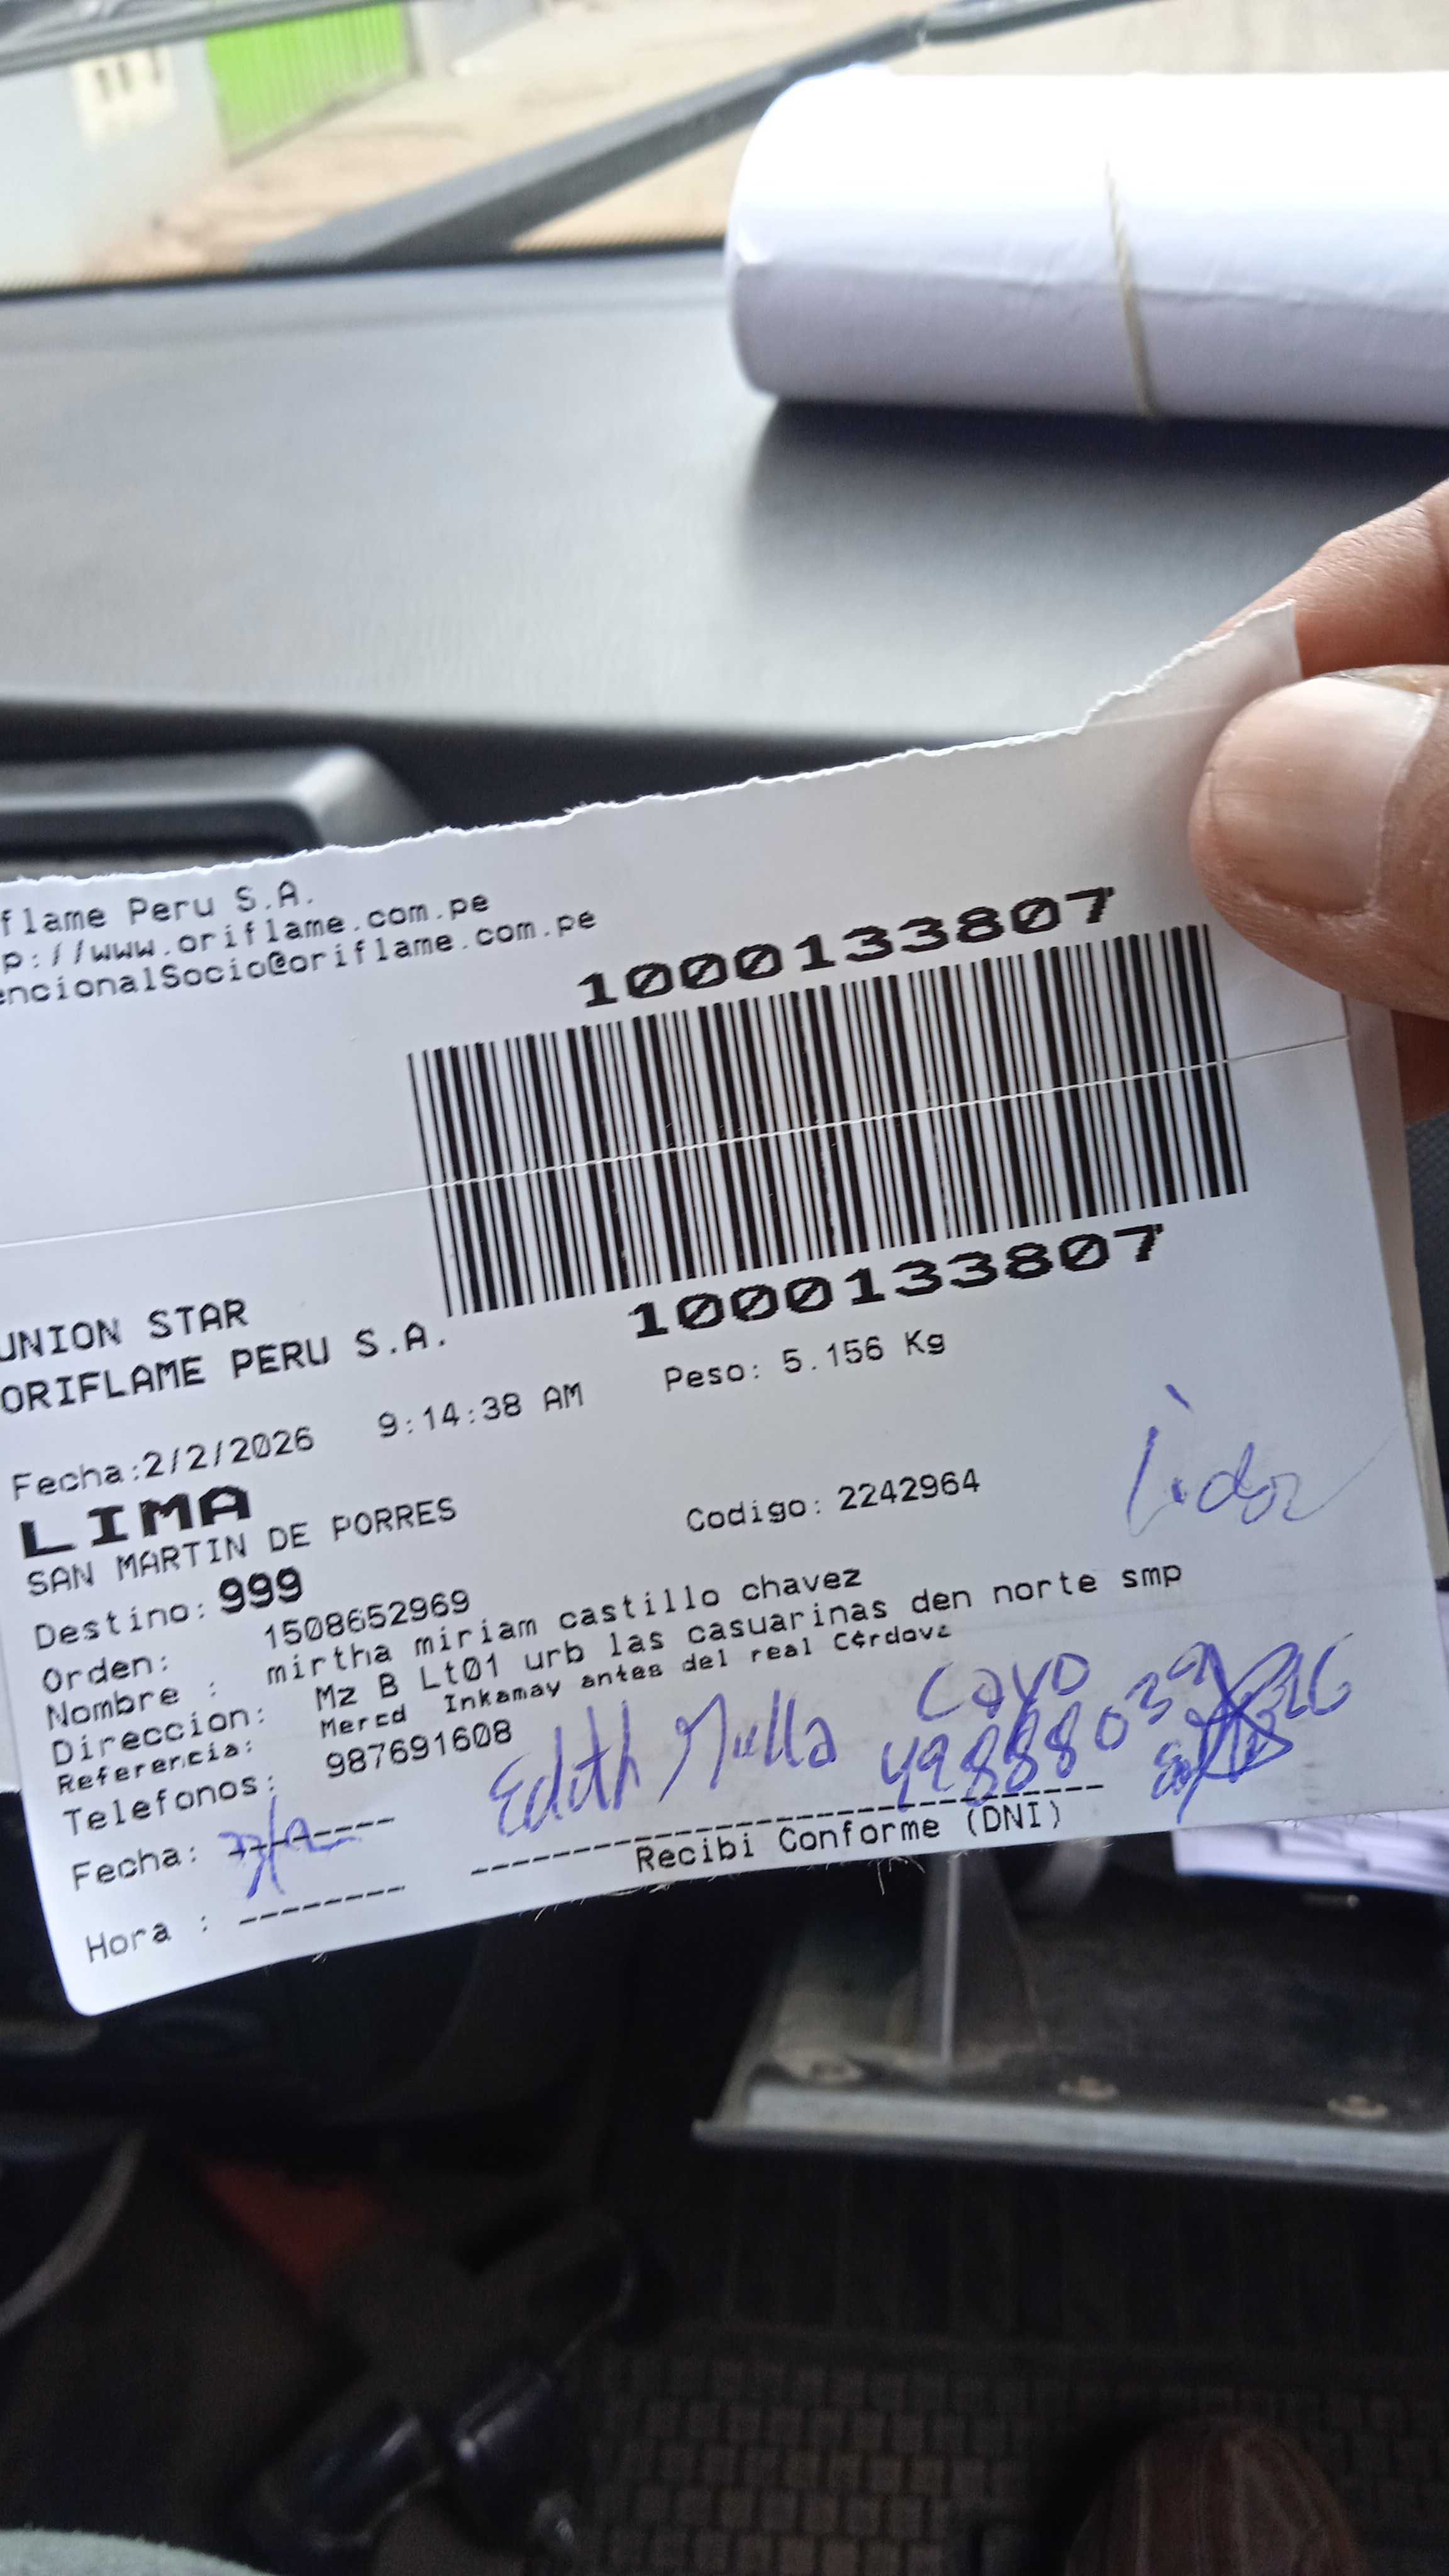 flame Peru S.A.
p://www.oriflame.com.pe
encionalSocio@oriflame.com.pe
1000133807
1000133807
UNION STAR
ORIFLAME PERU S.A.
Fecha:2/2/2026 9:14:38 AM Peso: 5.156 Kg
LIMA
SAN MARTIN DE PORRES Codigo: 2242964
Destino: 999
Orden: 1508652969
Nombre : mirtha miriam castillo chavez
Direccion: Mz B Lt01 urb las casuarinas den norte smp
Referencia: Mercd Inkamay antes del real C¢rdova
Telefonos: 987691608
Edith
Fecha:
Recibi Conforme (DNI)
Hora :